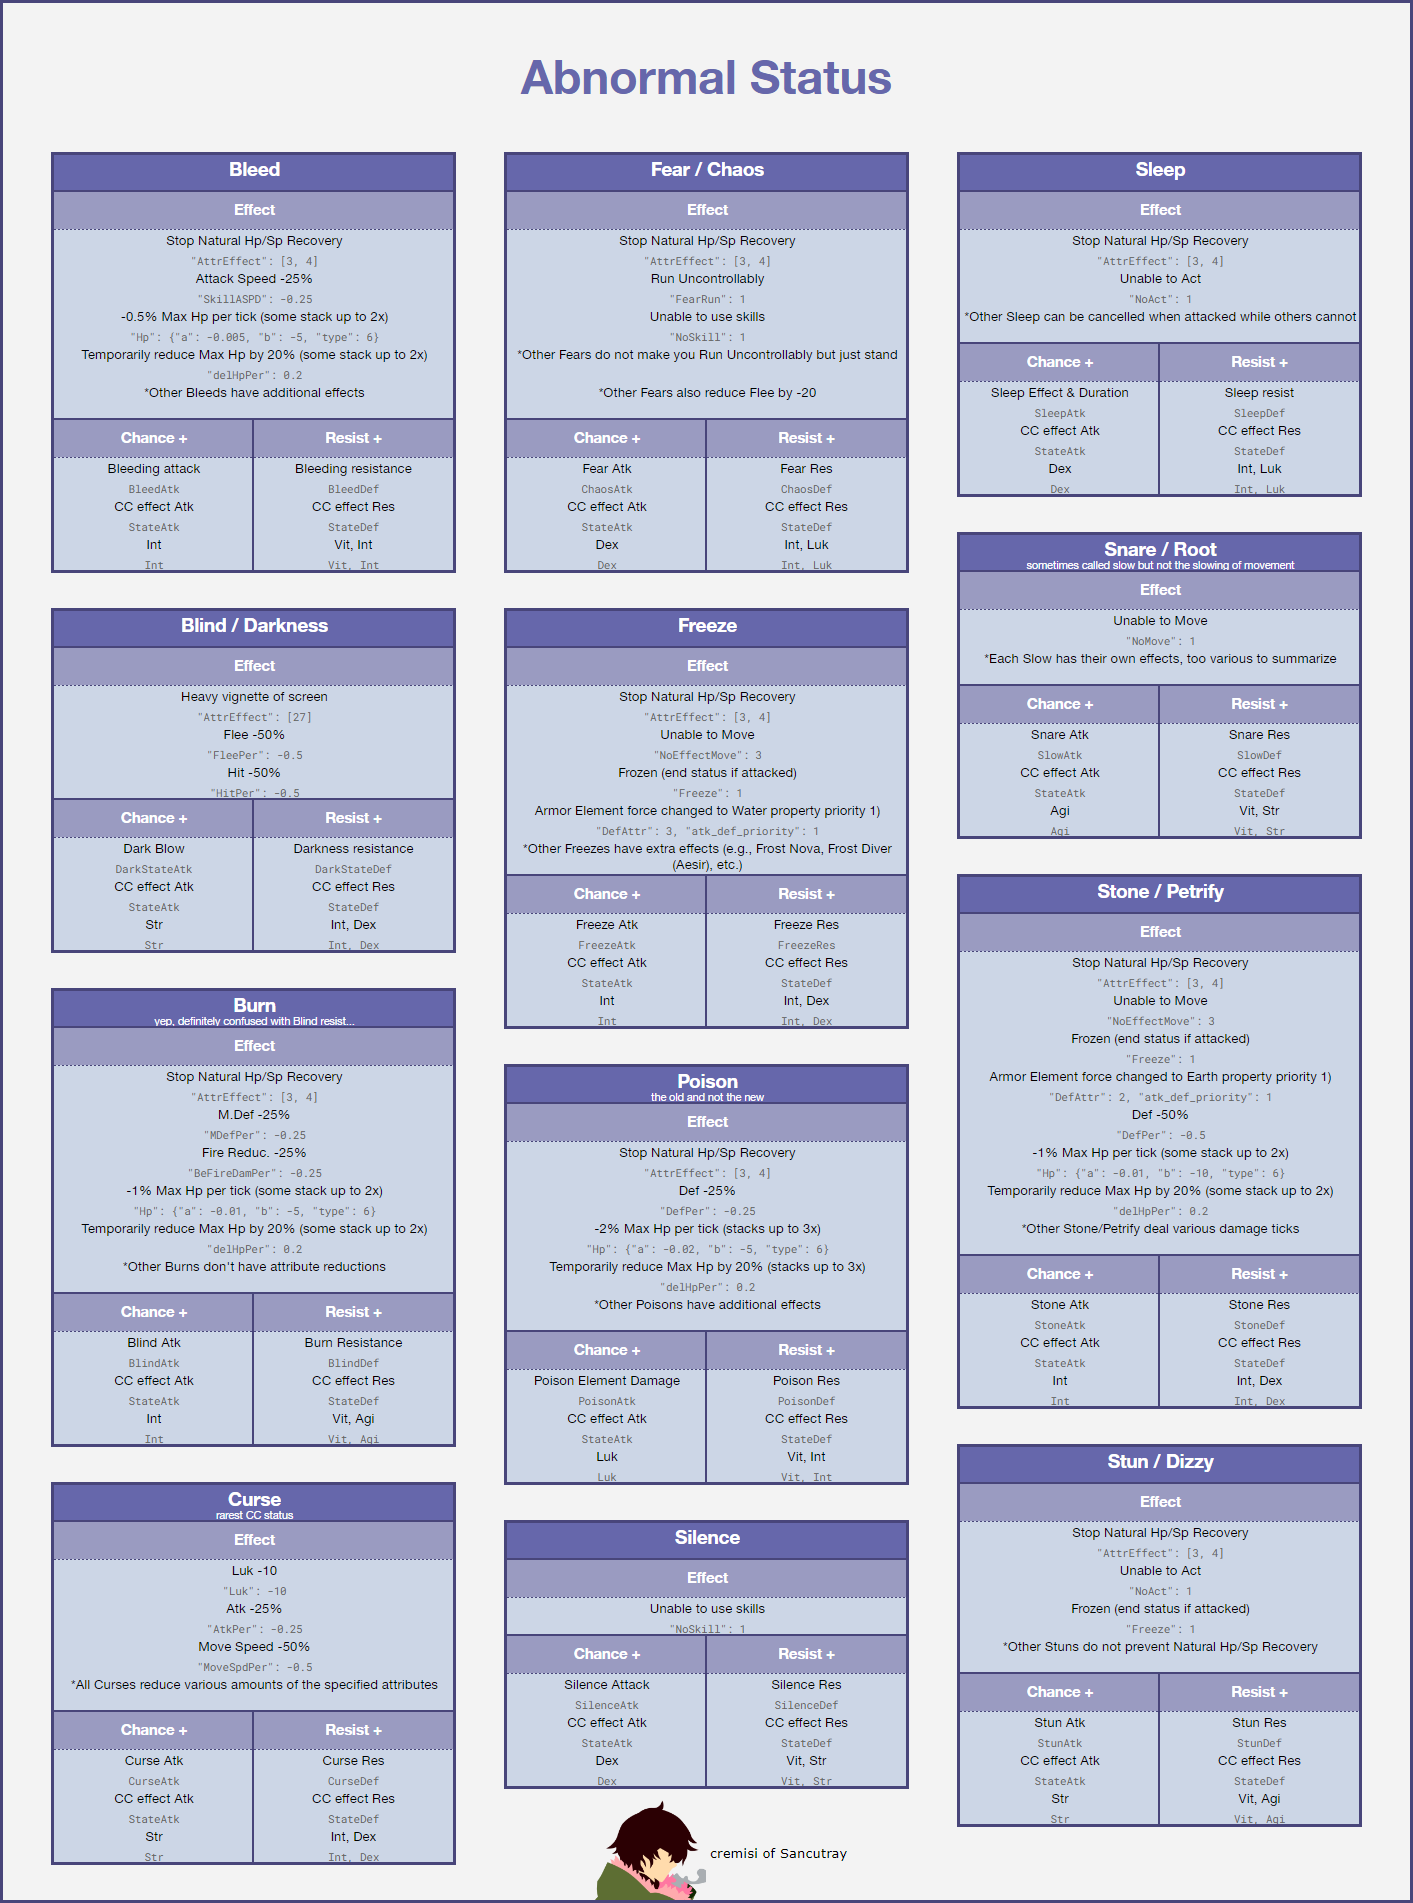 Abnormal Status
Bleed
Effect
Stop Natural Hp/Sp Recovery
"AttrEffect": [3, 4]
Attack Speed -25%
"SkillASPD": -0.25
-0.5% Max Hp per tick (some stack up to 2x)
"Hp": {"a": -0.005, "b": -5, "type": 6}
Temporarily reduce Max Hp by 20% (some stack up to 2x)
"delHpPer": 0.2
*Other Bleeds have additional effects
Chance + Resist +
Bleeding attack Bleeding resistance
BleedAtk BleedDef
CC effect Atk CC effect Res
StateAtk StateDef
Int Vit, Int
Int Vit, Int
Blind / Darkness
Effect
Heavy vignette of screen
"AttrEffect": [27]
Flee -50%
"FleePer": -0.5
Hit -50%
"HitPer": -0.5
Chance + Resist +
Dark Blow Darkness resistance
DarkStateAtk DarkStateDef
CC effect Atk CC effect Res
StateAtk StateDef
Str Int, Dex
Str Int, Dex
Burn
yep, definitely confused with Blind resist...
Effect
Stop Natural Hp/Sp Recovery
"AttrEffect": [3, 4]
M.Def -25%
"MDefPer": -0.25
Fire Reduc. -25%
"BeFireDamPer": -0.25
-1% Max Hp per tick (some stack up to 2x)
"Hp": {"a": -0.01, "b": -5, "type": 6}
Temporarily reduce Max Hp by 20% (some stack up to 2x)
"delHpPer": 0.2
*Other Burns don't have attribute reductions
Chance + Resist +
Blind Atk Burn Resistance
BlindAtk BlindDef
CC effect Atk CC effect Res
StateAtk StateDef
Int Vit, Agi
Int Vit, Agi
Curse
rarest CC status
Effect
Luk -10
"Luk": -10
Atk -25%
"AtkPer": -0.25
Move Speed -50%
"MoveSpdPer": -0.5
*All Curses reduce various amounts of the specified attributes
Chance + Resist +
Curse Atk Curse Res
CurseAtk CurseDef
CC effect Atk CC effect Res
StateAtk StateDef
Str Int, Dex
Str Int, Dex
Fear / Chaos
Effect
Stop Natural Hp/Sp Recovery
"AttrEffect": [3, 4]
Run Uncontrollably
"FearRun": 1
Unable to use skills
"NoSkill": 1
*Other Fears do not make you Run Uncontrollably but just stand
*Other Fears also reduce Flee by -20
Chance + Resist +
Fear Atk Fear Res
ChaosAtk ChaosDef
CC effect Atk CC effect Res
StateAtk StateDef
Dex Int, Luk
Dex Int, Luk
Freeze
Effect
Stop Natural Hp/Sp Recovery
"AttrEffect": [3, 4]
Unable to Move
"NoEffectMove": 3
Frozen (end status if attacked)
"Freeze": 1
Armor Element force changed to Water property priority 1)
"DefAttr": 3, "atk_def_priority": 1
*Other Freezes have extra effects (e.g., Frost Nova, Frost Diver
(Aesir), etc.)
Chance + Resist +
Freeze Atk Freeze Res
FreezeAtk FreezeRes
CC effect Atk CC effect Res
StateAtk StateDef
Int Int, Dex
Int Int, Dex
Poison
the old and not the new
Effect
Stop Natural Hp/Sp Recovery
"AttrEffect": [3, 4]
Def -25%
"DefPer": -0.25
-2% Max Hp per tick (stacks up to 3x)
"Hp": {"a": -0.02, "b": -5, "type": 6}
Temporarily reduce Max Hp by 20% (stacks up to 3x)
"delHpPer": 0.2
*Other Poisons have additional effects
Chance + Resist +
Poison Element Damage Poison Res
PoisonAtk PoisonDef
CC effect Atk CC effect Res
StateAtk StateDef
Luk Vit, Int
Luk Vit, Int
Silence
Effect
Unable to use skills
"NoSkill": 1
Chance + Resist +
Silence Attack Silence Res
SilenceAtk SilenceDef
CC effect Atk CC effect Res
StateAtk StateDef
Dex Vit, Str
Dex Vit, Str
cremisi of Sancutray
Sleep
Effect
Stop Natural Hp/Sp Recovery
"AttrEffect": [3, 4]
Unable to Act
"NoAct": 1
*Other Sleep can be cancelled when attacked while others cannot
Chance + Resist +
Sleep Effect & Duration Sleep resist
SleepAtk SleepDef
CC effect Atk CC effect Res
StateAtk StateDef
Dex Int, Luk
Dex Int, Luk
Snare / Root
sometimes called slow but not the slowing of movement
Effect
Unable to Move
"NoMove": 1
*Each Slow has their own effects, too various to summarize
Chance + Resist +
Snare Atk Snare Res
SlowAtk SlowDef
CC effect Atk CC effect Res
StateAtk StateDef
Agi Vit, Str
Agi Vit, Str
Stone / Petrify
Effect
Stop Natural Hp/Sp Recovery
"AttrEffect": [3, 4]
Unable to Move
"NoEffectMove": 3
Frozen (end status if attacked)
"Freeze": 1
Armor Element force changed to Earth property priority 1)
"DefAttr": 2, "atk_def_priority": 1
Def -50%
"DefPer": -0.5
-1% Max Hp per tick (some stack up to 2x)
"Hp": {"a": -0.01, "b": -10, "type": 6}
Temporarily reduce Max Hp by 20% (some stack up to 2x)
"delHpPer": 0.2
*Other Stone/Petrify deal various damage ticks
Chance + Resist +
Stone Atk Stone Res
StoneAtk StoneDef
CC effect Atk CC effect Res
StateAtk StateDef
Int Int, Dex
Int Int, Dex
Stun / Dizzy
Effect
Stop Natural Hp/Sp Recovery
"AttrEffect": [3, 4]
Unable to Act
"NoAct": 1
Frozen (end status if attacked)
"Freeze": 1
*Other Stuns do not prevent Natural Hp/Sp Recovery
Chance + Resist +
Stun Atk Stun Res
StunAtk StunDef
CC effect Atk CC effect Res
StateAtk StateDef
Str Vit, Agi
Str Vit, Agi